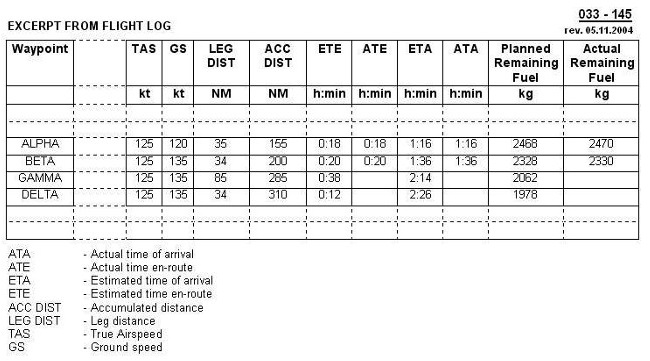 033 - 145
EXCERPT FROM FLIGHT LOG
rev. 05.11.2004
Waypoint TAS GS LEG DIST ACC DIST ETE ATE ETA ATA Planned Remaining Fuel Actual Remaining Fuel
kt kt NM NM h:min h:min h:min h:min kg kg
ALPHA 125 120 35 155 0:18 0:18 1:16 1:16 2468 2470
BETA 125 135 34 200 0:20 0:20 1:36 1:36 2328 2330
GAMMA 125 135 85 285 0:38 2:14 2062
DELTA 125 135 34 310 0:12 2:26 1978
ATA - Actual time of arrival
ATE - Actual time en-route
ETA - Estimated time of arrival
ETE - Estimated time en-route
ACC DIST - Accumulated distance
LEG DIST - Leg distance
TAS - True Airspeed
GS - Ground speed